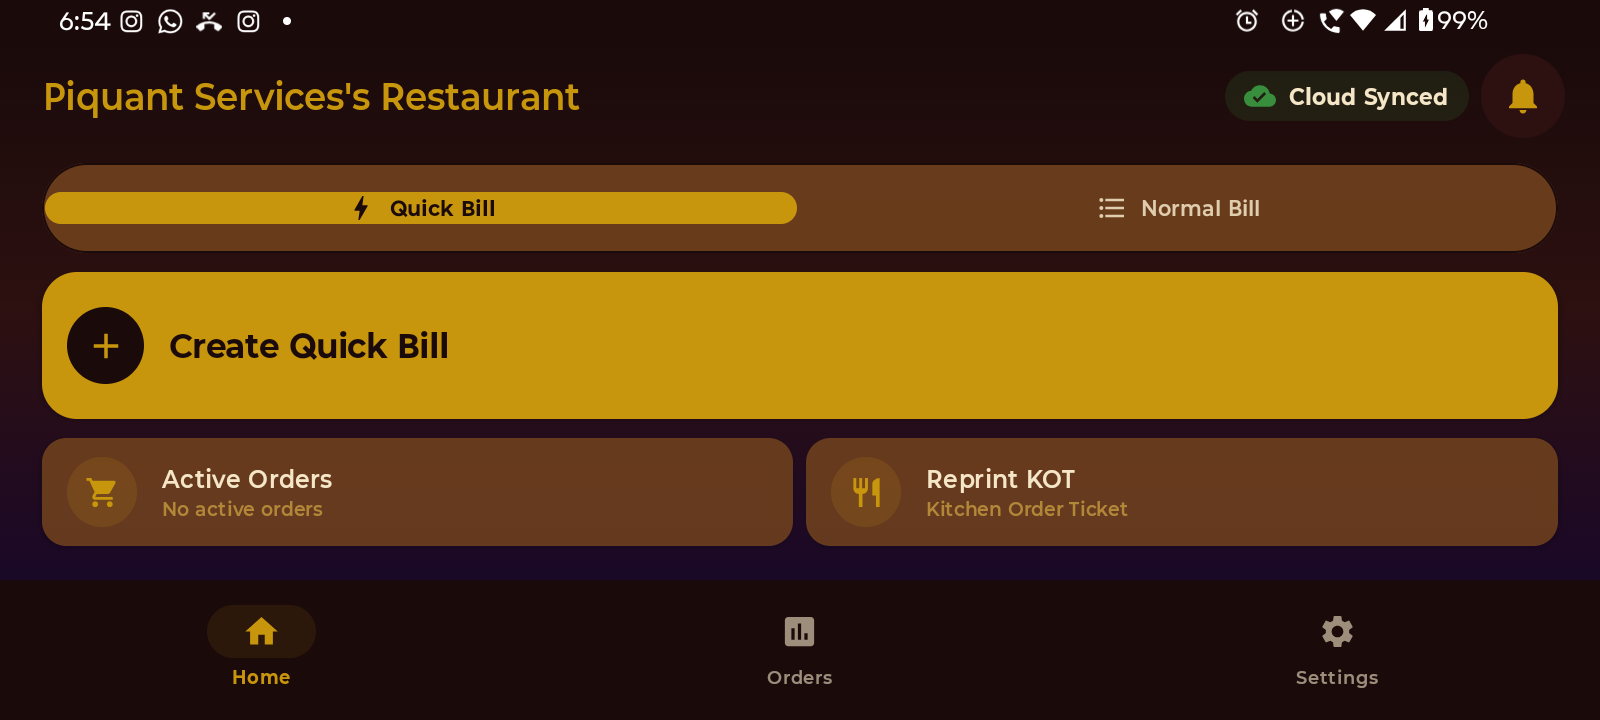 6:54 99%
Piquant Services's Restaurant
Cloud Synced
Quick Bill
Normal Bill
Create Quick Bill
Active Orders
No active orders
Reprint KOT
Kitchen Order Ticket
Home
Orders
Settings